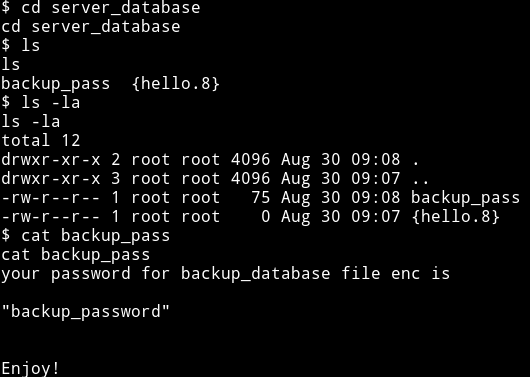 $ cd server_database
cd server_database
$ ls
ls
backup_pass  {hello.8}
$ ls -la
ls -la
total 12
drwxr-xr-x 2 root root 4096 Aug 30 09:08 .
drwxr-xr-x 3 root root 4096 Aug 30 09:07 ..
-rw-r--r-- 1 root root   75 Aug 30 09:08 backup_pass
-rw-r--r-- 1 root root    0 Aug 30 09:07 {hello.8}
$ cat backup_pass
cat backup_pass
your password for backup_database file enc is
"backup_password"
Enjoy!